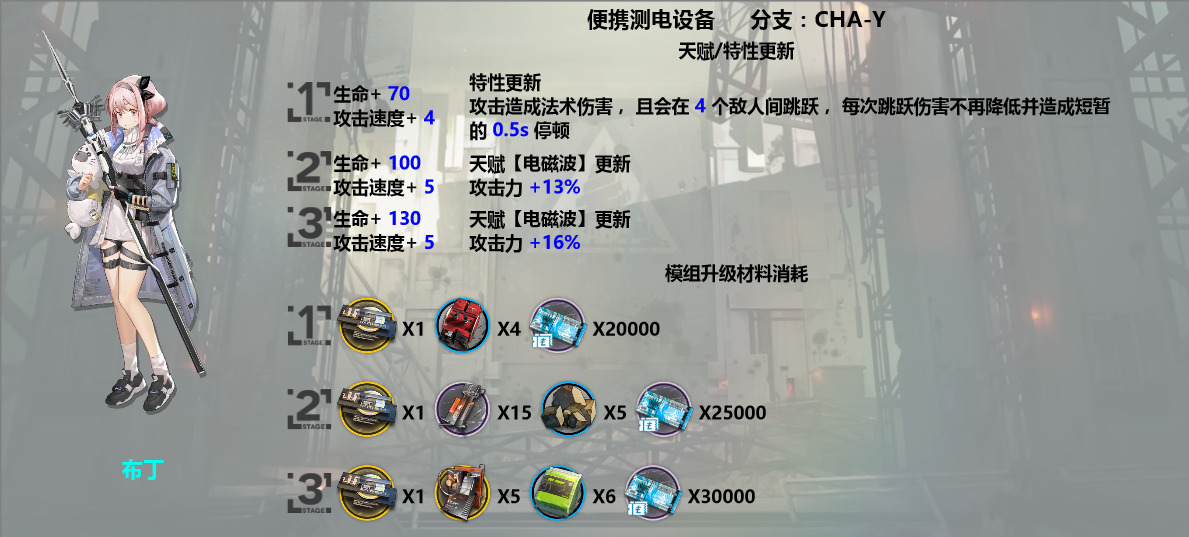 便携测电设备 分支：CHA-Y
天赋/特性更新
1 STAGE.
生命+ 70
攻击速度+ 4
特性更新
攻击造成法术伤害， 且会在 4 个敌人间跳跃， 每次跳跃伤害不再降低并造成短暂
的 0.5s 停顿
2 STAGE.
生命+ 100
攻击速度+ 5
天赋【电磁波】更新
攻击力 +13%
3 STAGE.
生命+ 130
攻击速度+ 5
天赋【电磁波】更新
攻击力 +16%
模组升级材料消耗
1 STAGE. X1 X4 X20000
2 STAGE. X1 X15 X5 X25000
3 STAGE. X1 X5 X6 X30000
布丁